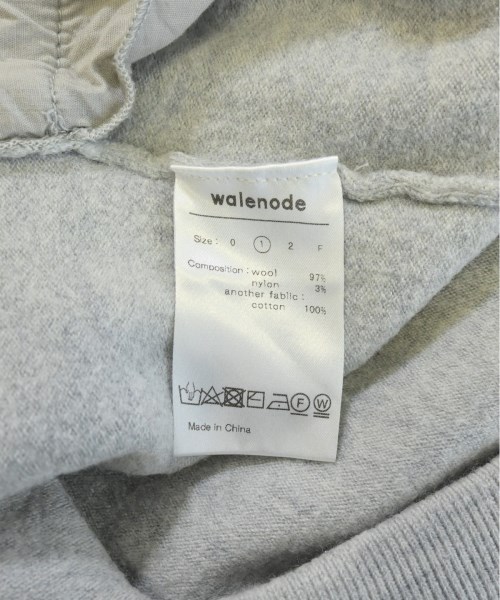 walenode
Size: 0 1 2 F
Composition: wool 97%
nylon 3%
another fablic:
cotton 100%
F W
Made in China